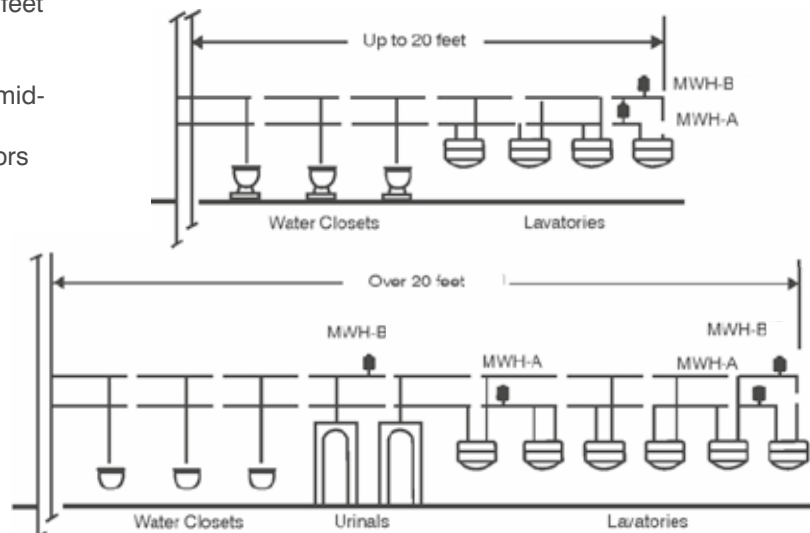 feet
mid-
ors
Up to 20 feet
MWH-B
MWH-A
Water Closets
Lavatories
Over 20 feet
MWH-B
MWH-B
MWH-A
MWH-A
Water Closets
Urinals
Lavatories